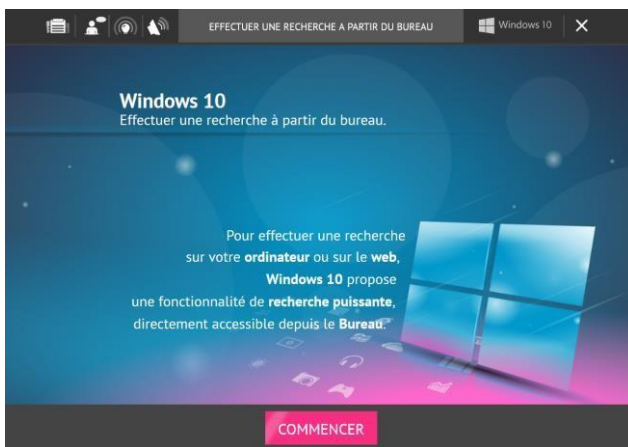 EFFECTUER UNE RECHERCHE A PARTIR DU BUREAU
Windows 10
Windows 10
Effectuer une recherche à partir du bureau.
Pour effectuer une recherche
sur votre ordinateur ou sur le web,
Windows 10 propose
une fonctionnalité de recherche puissante,
directement accessible depuis le Bureau.
COMMENCER